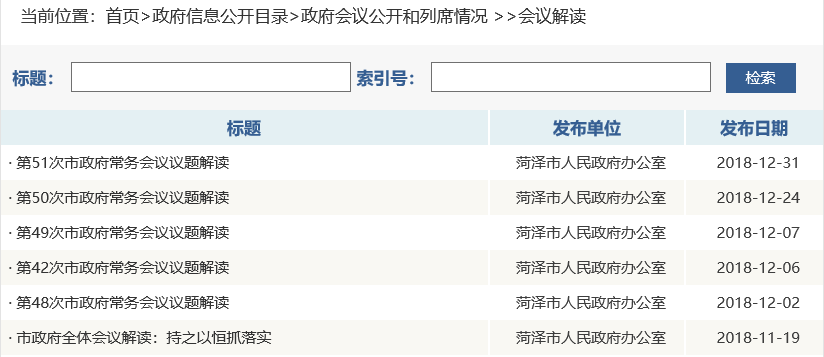 当前位置：首页>政府信息公开目录>政府会议公开和列席情况 >>会议解读
标题： 索引号： 检索
标题 发布单位 发布日期
· 第51次市政府常务会议议题解读 菏泽市人民政府办公室 2018-12-31
· 第50次市政府常务会议议题解读 菏泽市人民政府办公室 2018-12-24
· 第49次市政府常务会议议题解读 菏泽市人民政府办公室 2018-12-07
· 第42次市政府常务会议议题解读 菏泽市人民政府办公室 2018-12-06
· 第48次市政府常务会议议题解读 菏泽市人民政府办公室 2018-12-02
· 市政府全体会议解读：持之以恒抓落实 菏泽市人民政府办公室 2018-11-19